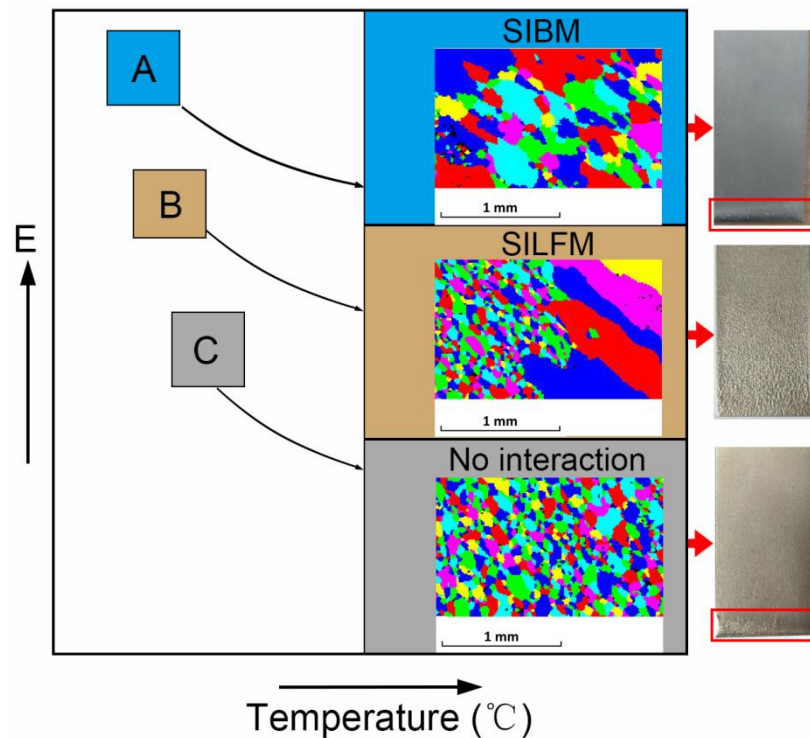 SIBM
A
1 mm
B
E
SILFM
C
1 mm
No interaction
1 mm
Temperature (℃)